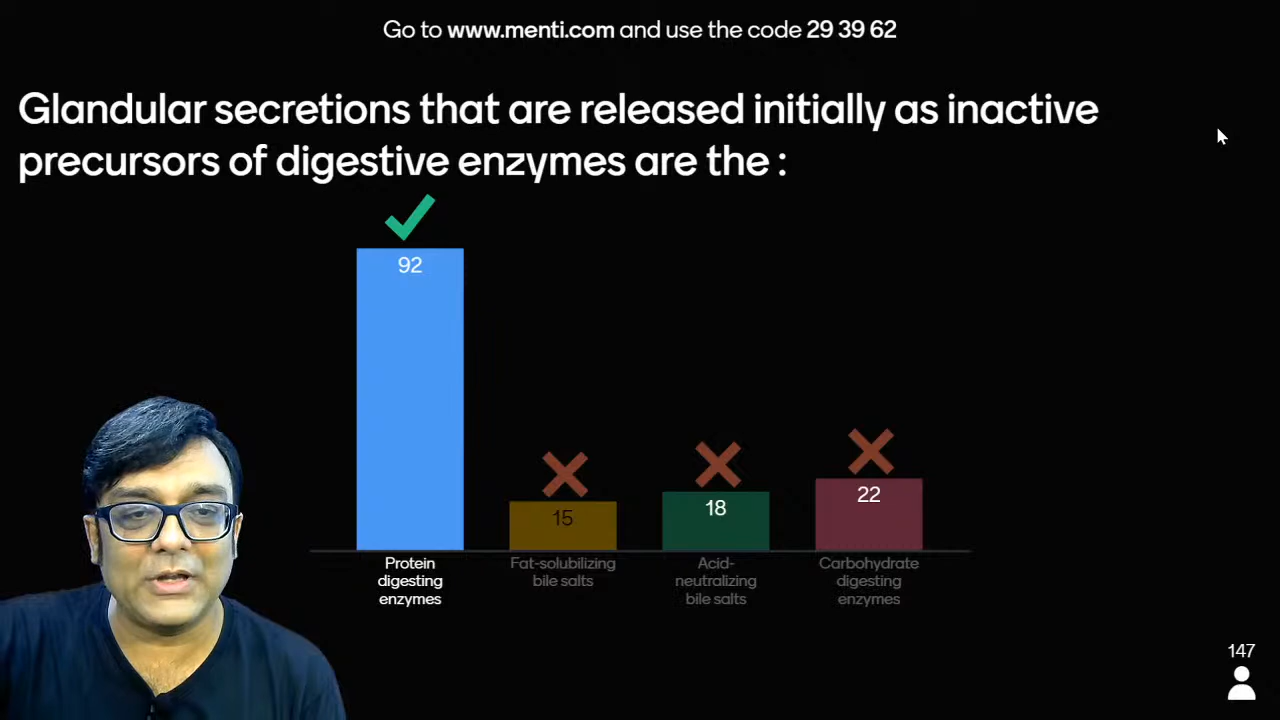 Go to www.menti.com and use the code 29 39 62
Glandular secretions that are released initially as inactive
precursors of digestive enzymes are the :
92
15
18
22
Protein
digesting
enzymes
Fat-solubilizing
bile salts
Acid-
neutralizing
bile salts
Carbohydrate
digesting
enzymes
147